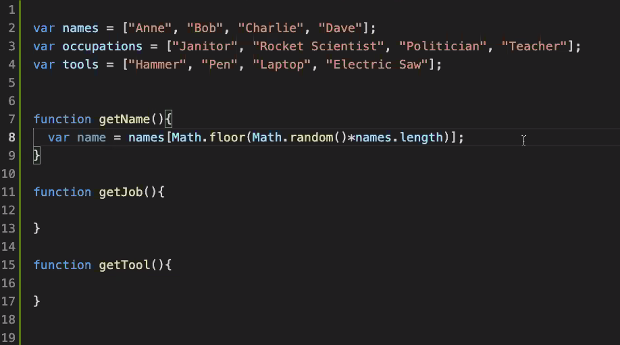 1
2 var names = ["Anne", "Bob", "Charlie", "Dave"];
3 var occupations = ["Janitor", "Rocket Scientist", "Politician", "Teacher"];
4 var tools = ["Hammer", "Pen", "Laptop", "Electric Saw"];
5
6
7 function getName(){
8 var name = names[Math.floor(Math.random()*names.length)];
9 }
10
11 function getJob(){
12
13 }
14
15 function getTool(){
16
17 }
18
19